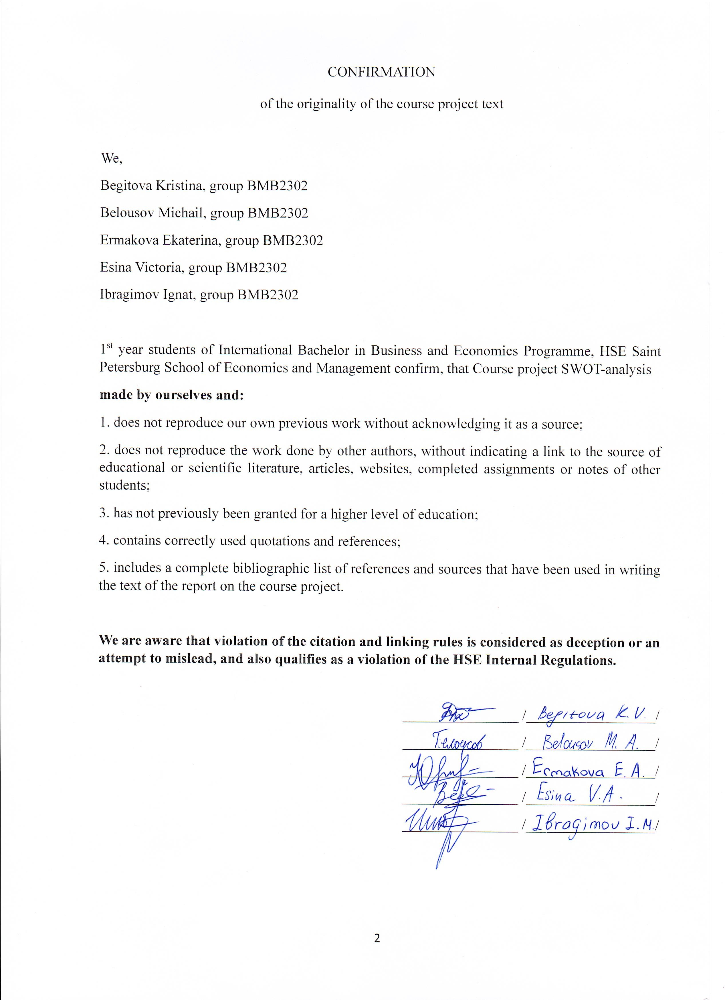 CONFIRMATION
of the originality of the course project text
We,
Begitova Kristina, group BMB2302
Belousov Michail, group BMB2302
Ermakova Ekaterina, group BMB2302
Esina Victoria, group BMB2302
Ibragimov Ignat, group BMB2302
1st year students of International Bachelor in Business and Economics Programme, HSE Saint
Petersburg School of Economics and Management confirm, that Course project SWOT-analysis
made by ourselves and:
1. does not reproduce our own previous work without acknowledging it as a source;
2. does not reproduce the work done by other authors, without indicating a link to the source of
educational or scientific literature, articles, websites, completed assignments or notes of other
students;
3. has not previously been granted for a higher level of education;
4. contains correctly used quotations and references;
5. includes a complete bibliographic list of references and sources that have been used in writing
the text of the report on the course project.
We are aware that violation of the citation and linking rules is considered as deception or an
attempt to mislead, and also qualifies as a violation of the HSE Internal Regulations.
/ Begitova K. V. /
/ Belousov M. A. /
/ Ermakova E. A. /
/ Esina V. A. /
/ Ibragimov I. M. /
2